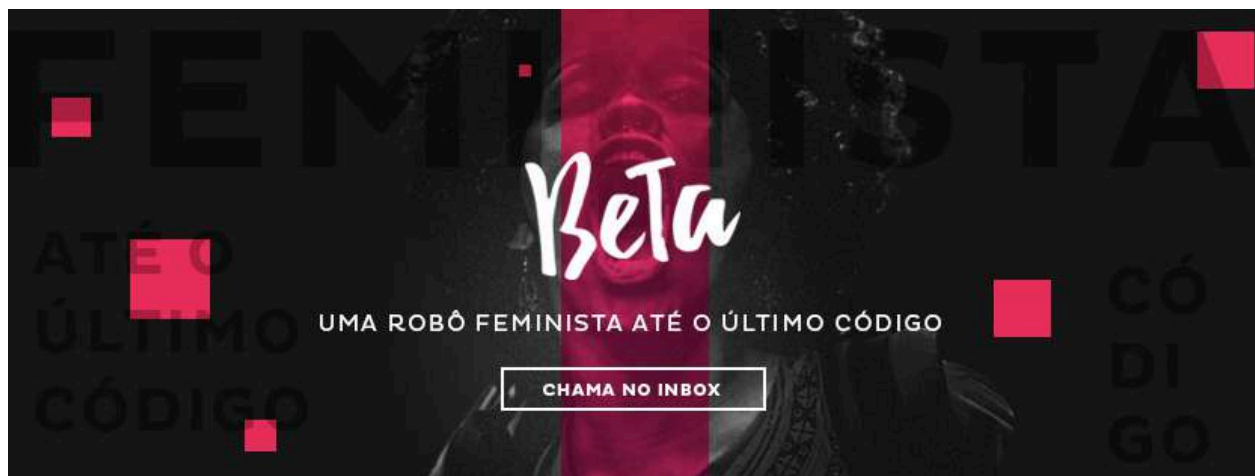 FEMINISTA
BeTa
ATÉ O
ÚLTIMO
CÓDIGO
UMA ROBÔ FEMINISTA ATÉ O ÚLTIMO CÓDIGO
CHAMA NO INBOX
CÓ
DI
GO